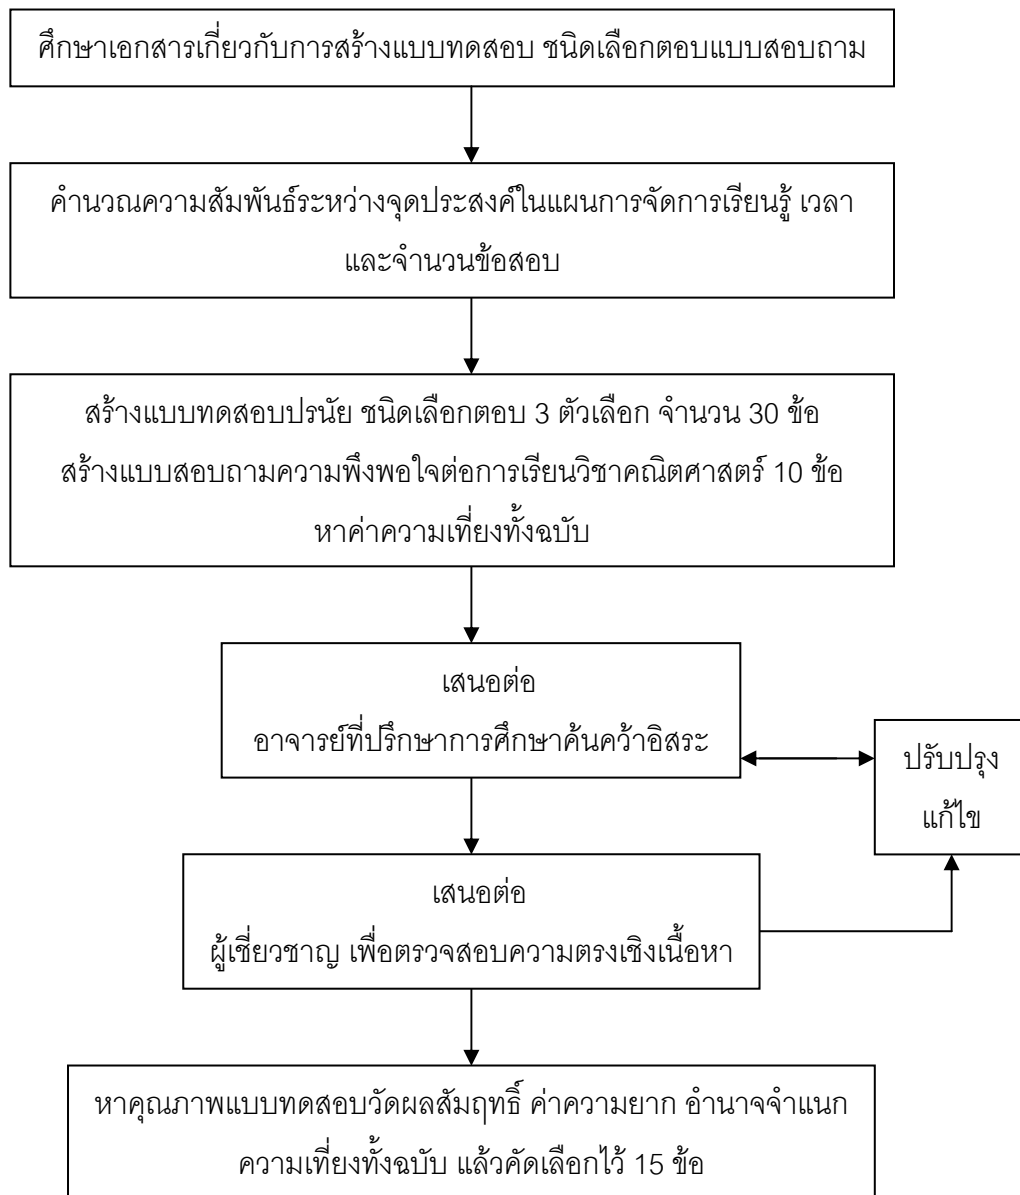 ศึกษาเอกสารเกี่ยวกับการสร้างแบบทดสอบ ชนิดเลือกตอบแบบสอบถาม
คำนวณความสัมพันธ์ระหว่างจุดประสงค์ในแผนการจัดการเรียนรู้ เวลา
และจำนวนข้อสอบ
สร้างแบบทดสอบปรนัย ชนิดเลือกตอบ 3 ตัวเลือก จำนวน 30 ข้อ
สร้างแบบสอบถามความพึงพอใจต่อการเรียนวิชาคณิตศาสตร์ 10 ข้อ
หาค่าความเที่ยงทั้งฉบับ
เสนอต่อ
อาจารย์ที่ปรึกษาการศึกษาค้นคว้าอิสระ
ปรับปรุง
แก้ไข
เสนอต่อ
ผู้เชี่ยวชาญ เพื่อตรวจสอบความตรงเชิงเนื้อหา
หาคุณภาพแบบทดสอบวัดผลสัมฤทธิ์ ค่าความยาก อำนาจจำแนก
ความเที่ยงทั้งฉบับ แล้วคัดเลือกไว้ 15 ข้อ